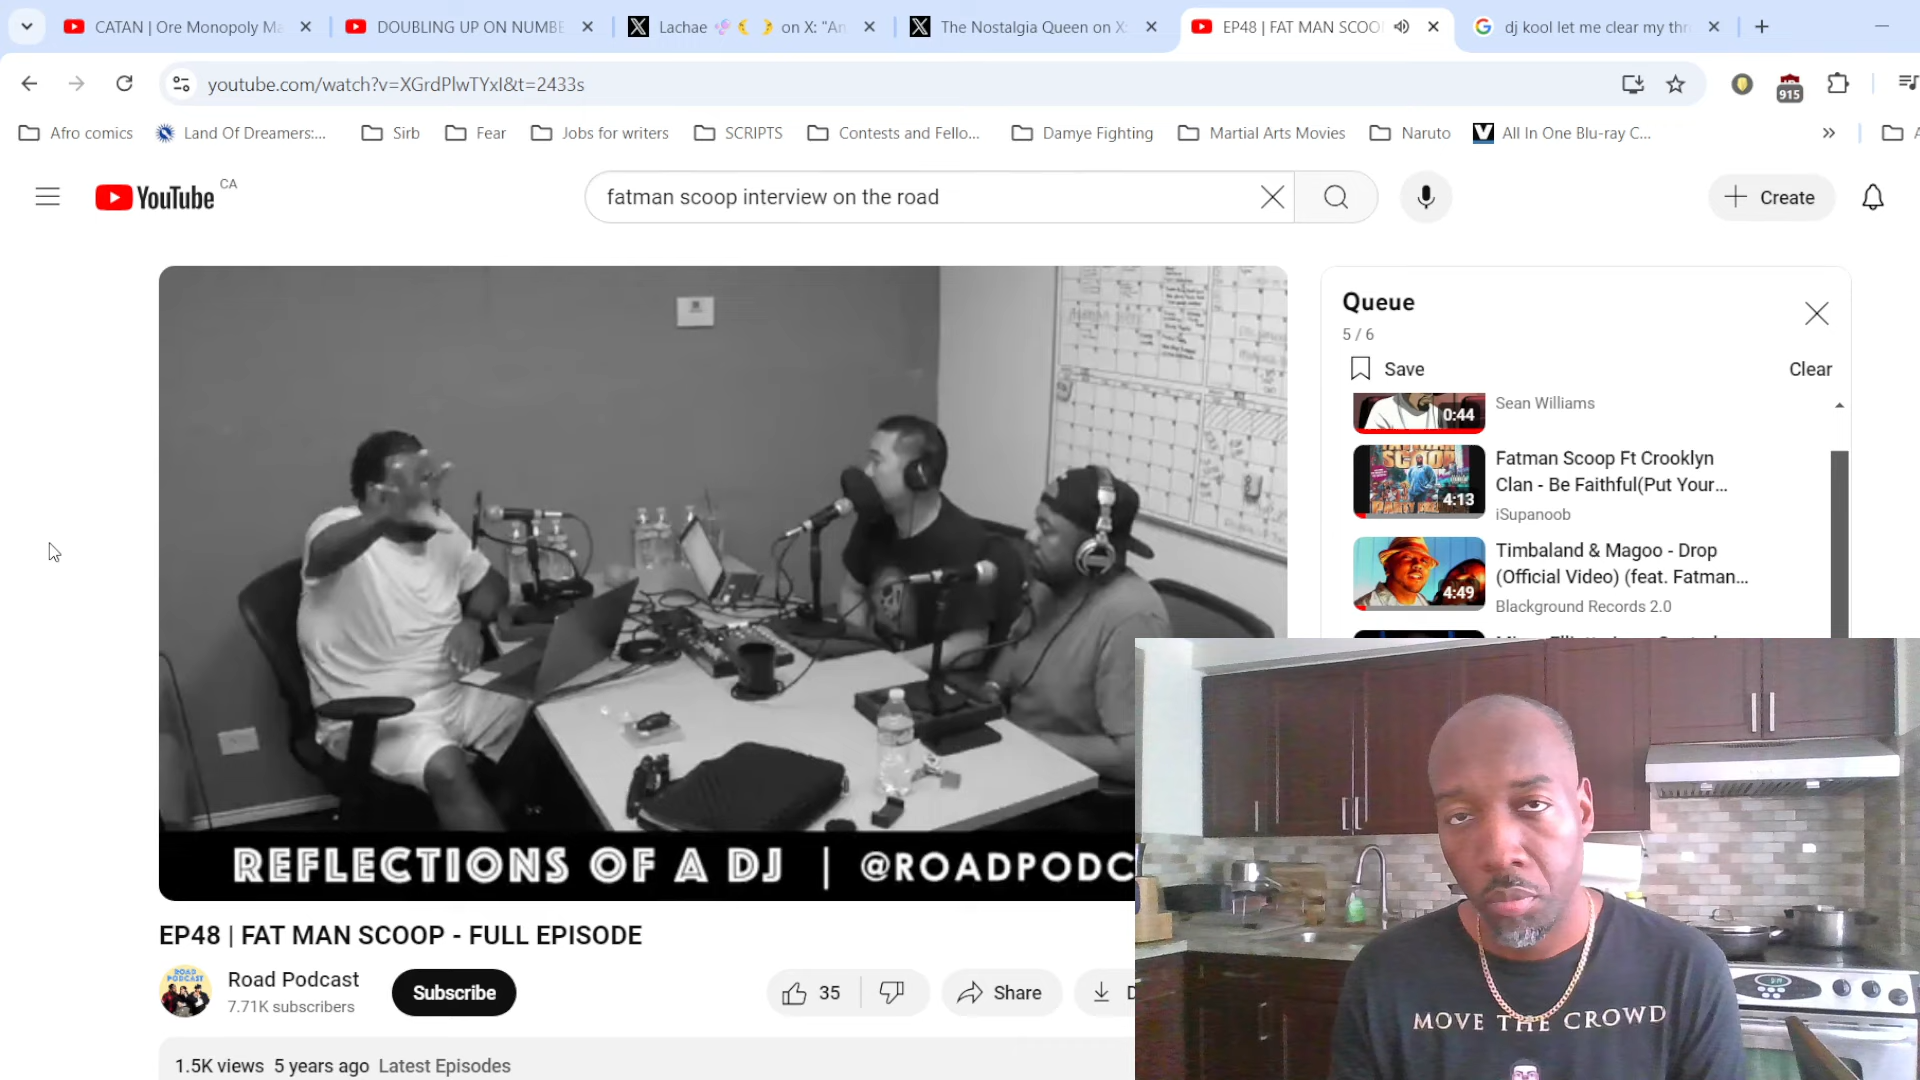 CATAN | Ore Monopoly Ma
DOUBLING UP ON NUMBE
Lachae on X: "An
The Nostalgia Queen on X:
EP48 | FAT MAN SCOO
dj kool let me clear my thr
youtube.com/watch?v=XGrdPlwTYxI&t=2433s
915
Afro comics
Land Of Dreamers:...
Sirb
Fear
Jobs for writers
SCRIPTS
Contests and Fello...
Damye Fighting
Martial Arts Movies
Naruto
All In One Blu-ray C...
YouTube CA
fatman scoop interview on the road
Create
Queue
5 / 6
Save
Clear
0:44
Sean Williams
4:13
Fatman Scoop Ft Crooklyn
Clan - Be Faithful(Put Your...
iSupanoob
4:49
Timbaland & Magoo - Drop
(Official Video) (feat. Fatman...
Blackground Records 2.0
REFLECTIONS OF A DJ | @ROADPODC
EP48 | FAT MAN SCOOP - FULL EPISODE
ROAD
PODCAST
Road Podcast
7.71K subscribers
Subscribe
35
Share
D
1.5K views 5 years ago Latest Episodes
MOVE THE CROWD